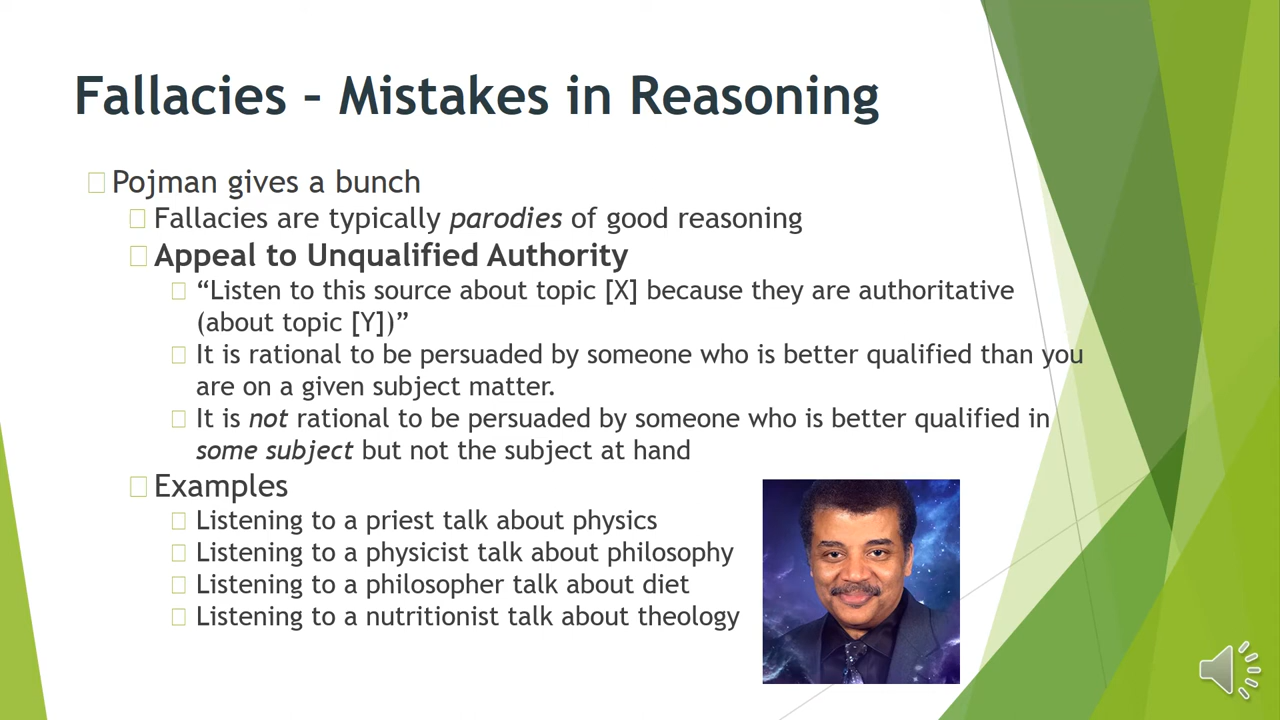 Fallacies – Mistakes in Reasoning
Pojman gives a bunch
Fallacies are typically parodies of good reasoning
Appeal to Unqualified Authority
“Listen to this source about topic [X] because they are authoritative
(about topic [Y])”
It is rational to be persuaded by someone who is better qualified than you
are on a given subject matter.
It is not rational to be persuaded by someone who is better qualified in
some subject but not the subject at hand
Examples
Listening to a priest talk about physics
Listening to a physicist talk about philosophy
Listening to a philosopher talk about diet
Listening to a nutritionist talk about theology